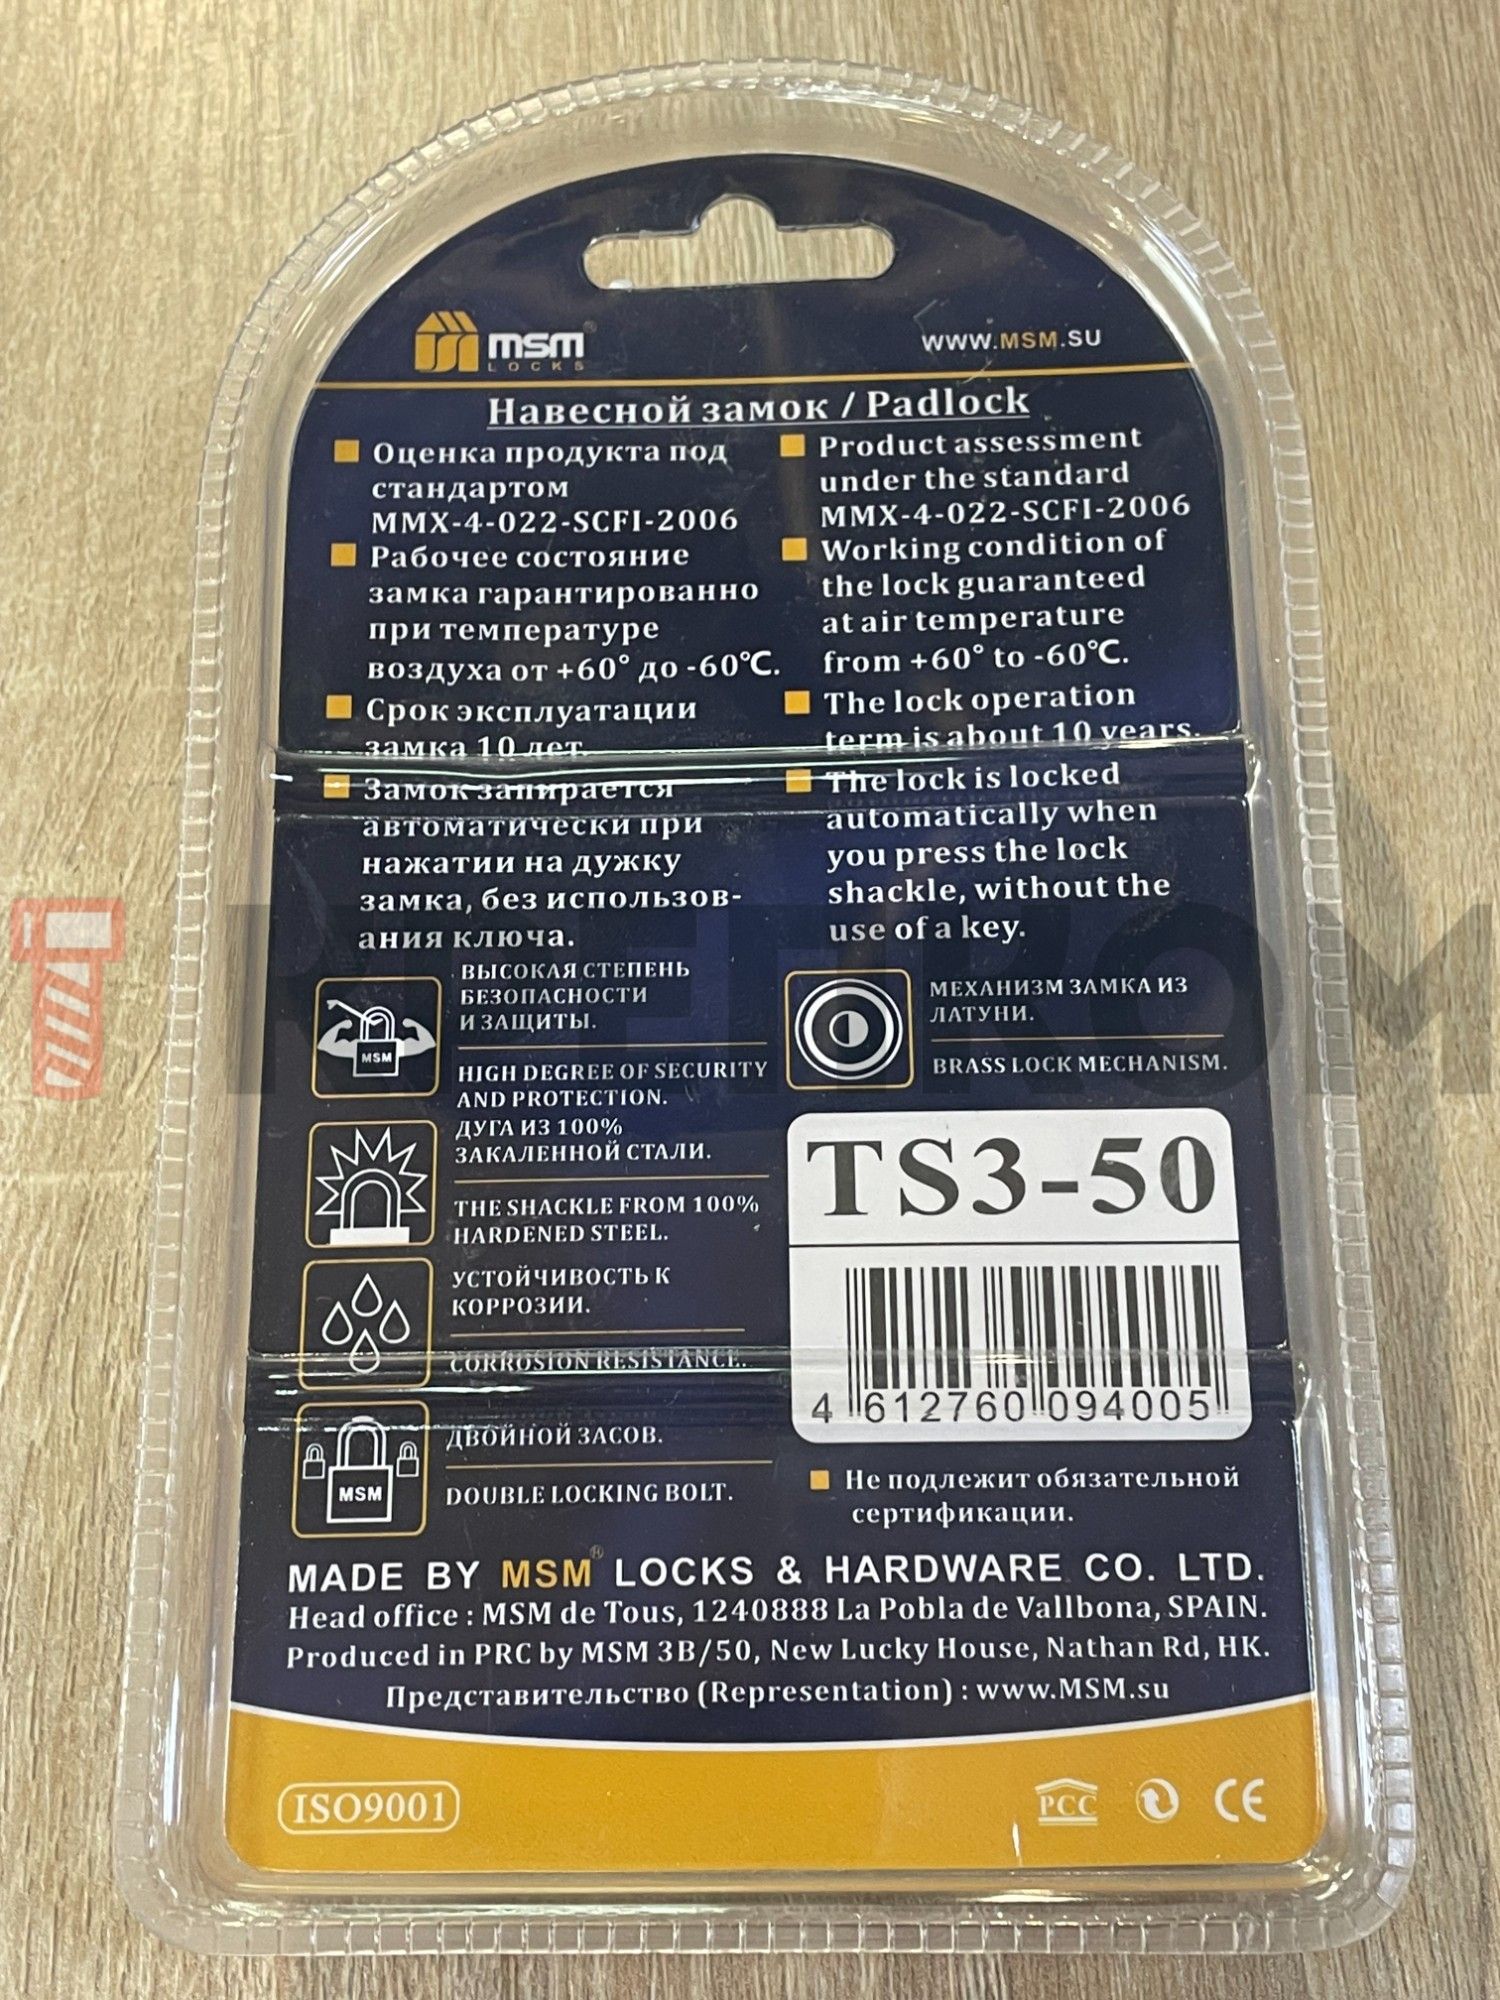 msm
LOCKS
WWW.MSM.SU
Навесной замок / Padlock
Оценка продукта под
стандартом
MMX-4-022-SCFI-2006
Рабочее состояние
замка гарантированно
при температуре
воздуха от +60° до -60℃.
Срок эксплуатации
замка 10 лет.
Замок запирается
автоматически при
нажатии на дужку
замка, без использов-
ания ключа.
Product assessment
under the standard
MMX-4-022-SCFI-2006
Working condition of
the lock guaranteed
at air temperature
from +60° to -60℃.
The lock operation
term is about 10 years.
The lock is locked
automatically when
you press the lock
shackle, without the
use of a key.
ВЫСОКАЯ СТЕПЕНЬ
БЕЗОПАСНОСТИ
И ЗАЩИТЫ.
MSM
HIGH DEGREE OF SECURITY
AND PROTECTION.
ДУГА ИЗ 100%
ЗАКАЛЕННОЙ СТАЛИ.
THE SHACKLE FROM 100%
HARDENED STEEL.
УСТОЙЧИВОСТЬ К
КОРРОЗИИ.
CORROSION RESISTANCE.
ДВОЙНОЙ ЗАСОВ.
MSM
DOUBLE LOCKING BOLT.
МЕХАНИЗМ ЗАМКА ИЗ
ЛАТУНИ.
BRASS LOCK MECHANISM.
TS3-50
4 612760 094005
Не подлежит обязательной
сертификации.
MADE BY MSM® LOCKS & HARDWARE CO. LTD.
Head office : MSM de Tous, 1240888 La Pobla de Vallbona, SPAIN.
Produced in PRC by MSM 3B/50, New Lucky House, Nathan Rd, HK.
Представительство (Representation) : www.MSM.su
ISO9001
РСС
CE